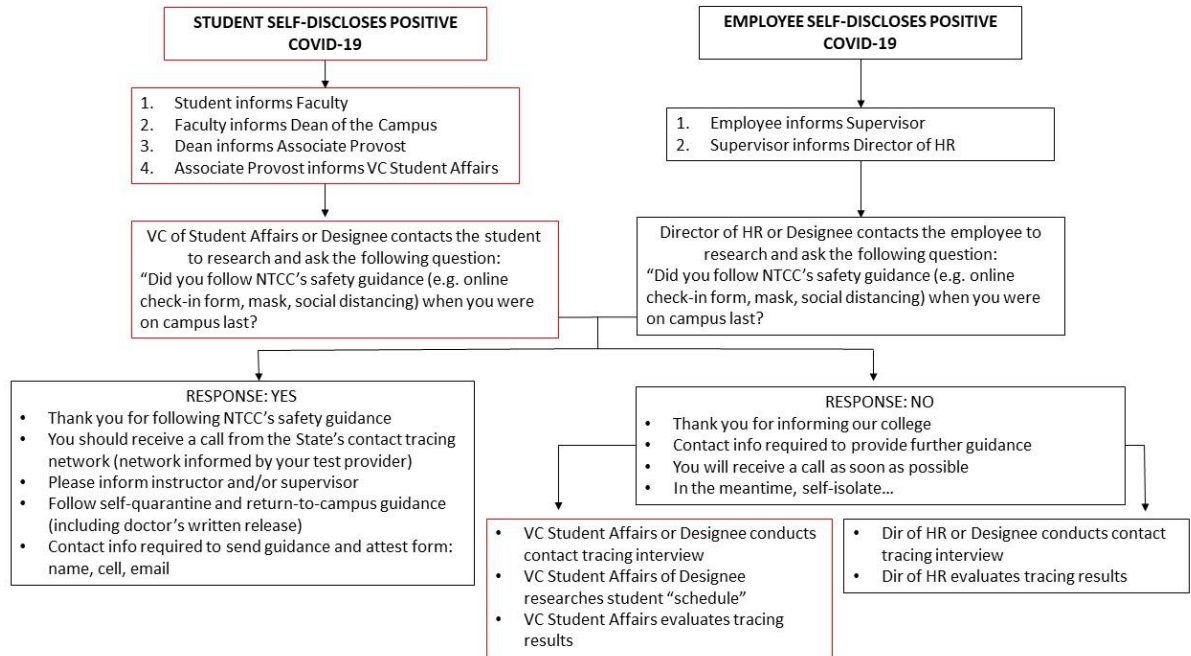 STUDENT SELF-DISCLOSES POSITIVE
COVID-19
EMPLOYEE SELF-DISCLOSES POSITIVE
COVID-19
1. Student informs Faculty
2. Faculty informs Dean of the Campus
3. Dean informs Associate Provost
4. Associate Provost informs VC Student Affairs
1. Employee informs Supervisor
2. Supervisor informs Director of HR
VC of Student Affairs or Designee contacts the student
to research and ask the following question:
“Did you follow NTCC’s safety guidance (e.g. online
check-in form, mask, social distancing) when you were
on campus last?
Director of HR or Designee contacts the employee to
research and ask the following question:
“Did you follow NTCC’s safety guidance (e.g. online
check-in form, mask, social distancing) when you were
on campus last?
RESPONSE: YES
• Thank you for following NTCC’s safety guidance
• You should receive a call from the State’s contact tracing
network (network informed by your test provider)
• Please inform instructor and/or supervisor
• Follow self-quarantine and return-to-campus guidance
(including doctor’s written release)
• Contact info required to send guidance and attest form:
name, cell, email
RESPONSE: NO
• Thank you for informing our college
• Contact info required to provide further guidance
• You will receive a call as soon as possible
• In the meantime, self-isolate…
• VC Student Affairs or Designee conducts
contact tracing interview
• VC Student Affairs of Designee
researches student “schedule”
• VC Student Affairs evaluates tracing
results
• Dir of HR or Designee conducts contact
tracing interview
• Dir of HR evaluates tracing results